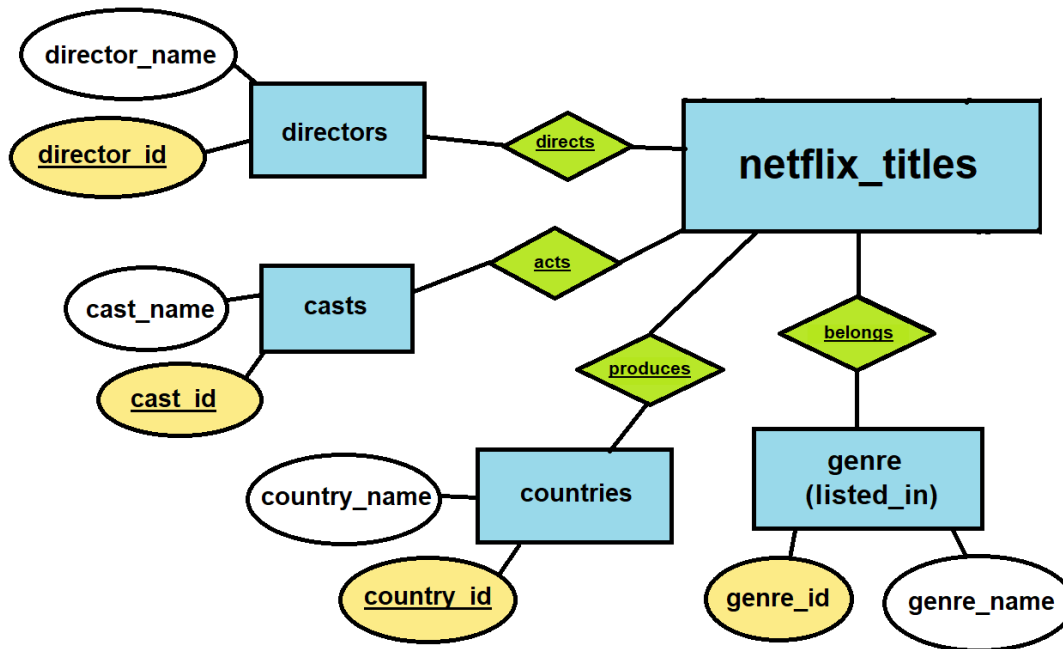 director_name
directors
director_id
directs
netflix_titles
acts
cast_name
casts
cast_id
belongs
produces
country_name
countries
country_id
genre
(listed_in)
genre_id
genre_name